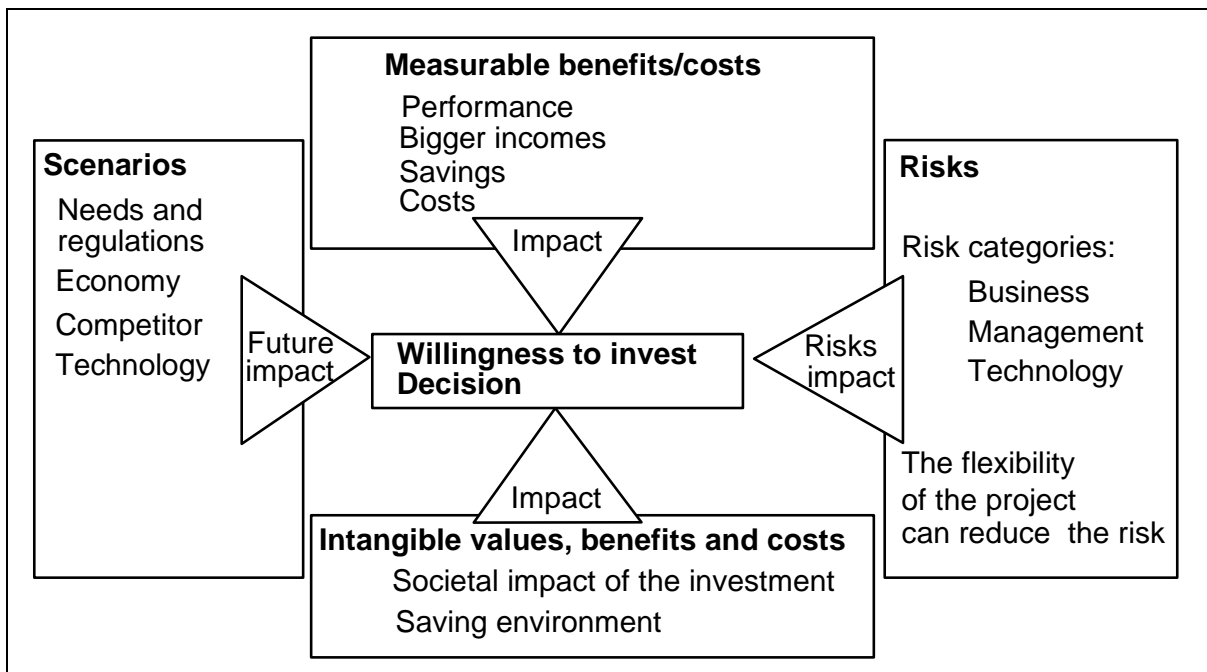 Measurable benefits/costs
Performance
Bigger incomes
Savings
Costs
Impact
Scenarios
Needs and
regulations
Economy
Competitor
Technology
Future
impact
Willingness to invest
Decision
Risks
impact
Risks
Risk categories:
Business
Management
Technology
The flexibility
of the project
can reduce the risk
Impact
Intangible values, benefits and costs
Societal impact of the investment
Saving environment